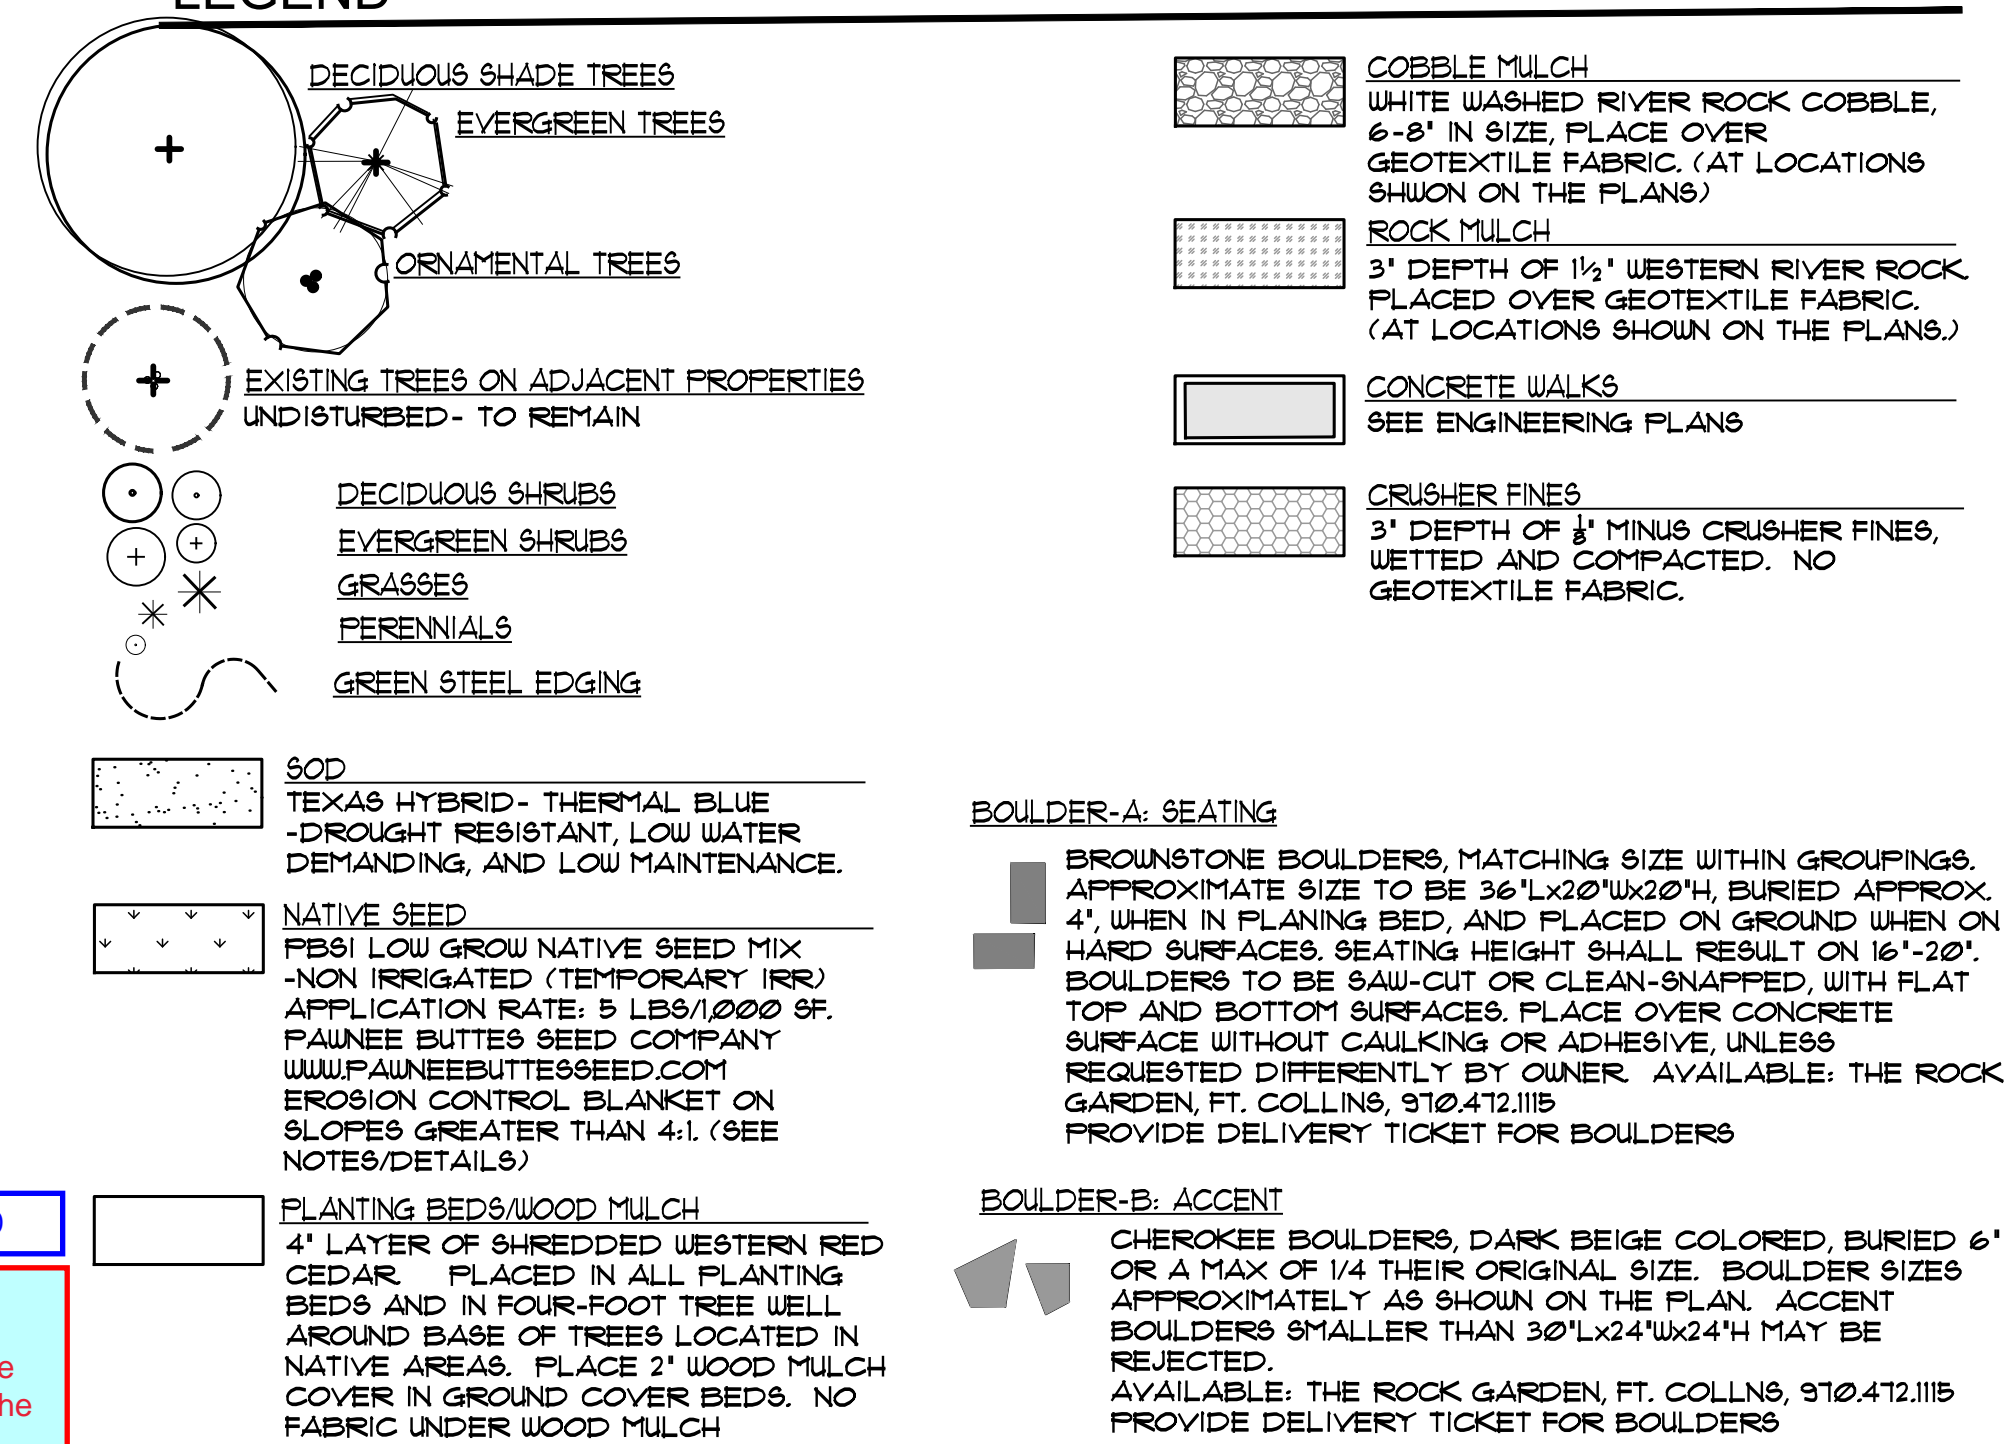 LEGEND
DECIDUOUS SHADE TREES
EVERGREEN TREES
ORNAMENTAL TREES
EXISTING TREES ON ADJACENT PROPERTIES
UNDISTURBED- TO REMAIN
DECIDUOUS SHRUBS
EVERGREEN SHRUBS
GRASSES
PERENNIALS
GREEN STEEL EDGING
SOD
TEXAS HYBRID- THERMAL BLUE
-DROUGHT RESISTANT, LOW WATER
DEMANDING, AND LOW MAINTENANCE.
NATIVE SEED
PBSI LOW GROW NATIVE SEED MIX
-NON IRRIGATED (TEMPORARY IRR)
APPLICATION RATE: 5 LBS/1,000 SF.
PAWNEE BUTTES SEED COMPANY
WWW.PAWNEEBUTTESSEED.COM
EROSION CONTROL BLANKET ON
SLOPES GREATER THAN 4:1. (SEE
NOTES/DETAILS)
PLANTING BEDS/WOOD MULCH
4" LAYER OF SHREDDED WESTERN RED
CEDAR. PLACED IN ALL PLANTING
BEDS AND IN FOUR-FOOT TREE WELL
AROUND BASE OF TREES LOCATED IN
NATIVE AREAS. PLACE 2" WOOD MULCH
COVER IN GROUND COVER BEDS. NO
FABRIC UNDER WOOD MULCH
COBBLE MULCH
WHITE WASHED RIVER ROCK COBBLE,
6-8" IN SIZE, PLACE OVER
GEOTEXTILE FABRIC. (AT LOCATIONS
SHWON ON THE PLANS)
ROCK MULCH
3" DEPTH OF 1½" WESTERN RIVER ROCK.
PLACED OVER GEOTEXTILE FABRIC.
(AT LOCATIONS SHOWN ON THE PLANS.)
CONCRETE WALKS
SEE ENGINEERING PLANS
CRUSHER FINES
3" DEPTH OF ⅛" MINUS CRUSHER FINES,
WETTED AND COMPACTED. NO
GEOTEXTILE FABRIC.
BOULDER-A: SEATING
BROWNSTONE BOULDERS, MATCHING SIZE WITHIN GROUPINGS.
APPROXIMATE SIZE TO BE 36"Lx20"Wx20"H, BURIED APPROX.
4", WHEN IN PLANING BED, AND PLACED ON GROUND WHEN ON
HARD SURFACES. SEATING HEIGHT SHALL RESULT ON 16"-20".
BOULDERS TO BE SAW-CUT OR CLEAN-SNAPPED, WITH FLAT
TOP AND BOTTOM SURFACES. PLACE OVER CONCRETE
SURFACE WITHOUT CAULKING OR ADHESIVE, UNLESS
REQUESTED DIFFERENTLY BY OWNER. AVAILABLE: THE ROCK
GARDEN, FT. COLLINS, 970.472.1115
PROVIDE DELIVERY TICKET FOR BOULDERS
BOULDER-B: ACCENT
CHEROKEE BOULDERS, DARK BEIGE COLORED, BURIED 6"
OR A MAX OF 1/4 THEIR ORIGINAL SIZE. BOULDER SIZES
APPROXIMATELY AS SHOWN ON THE PLAN. ACCENT
BOULDERS SMALLER THAN 30"Lx24"Wx24"H MAY BE
REJECTED.
AVAILABLE: THE ROCK GARDEN, FT. COLLNS, 970.472.1115
PROVIDE DELIVERY TICKET FOR BOULDERS